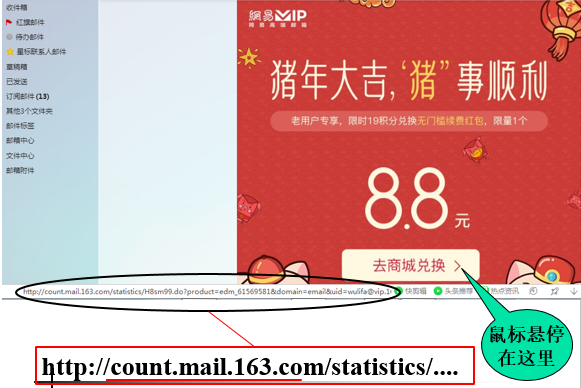 收件箱
红旗邮件
待办邮件
星标联系人邮件
草稿箱
已发送
订阅邮件 (13)
其他3个文件夹
邮件标签
邮箱中心
文件中心
邮箱附件
網易VIP
网易高端邮箱
猪年大吉，‘猪’事顺利
老用户专享，限时19积分兑换无门槛续费红包，限量1个
8.8元
去商城兑换
http://count.mail.163.com/statistics/H8sm99.do?product=edm_61569581&domain=email&uid=wulifa@vip.1
快剪辑
头条推荐
热点资讯
鼠标悬停
在这里
http://count.mail.163.com/statistics/....